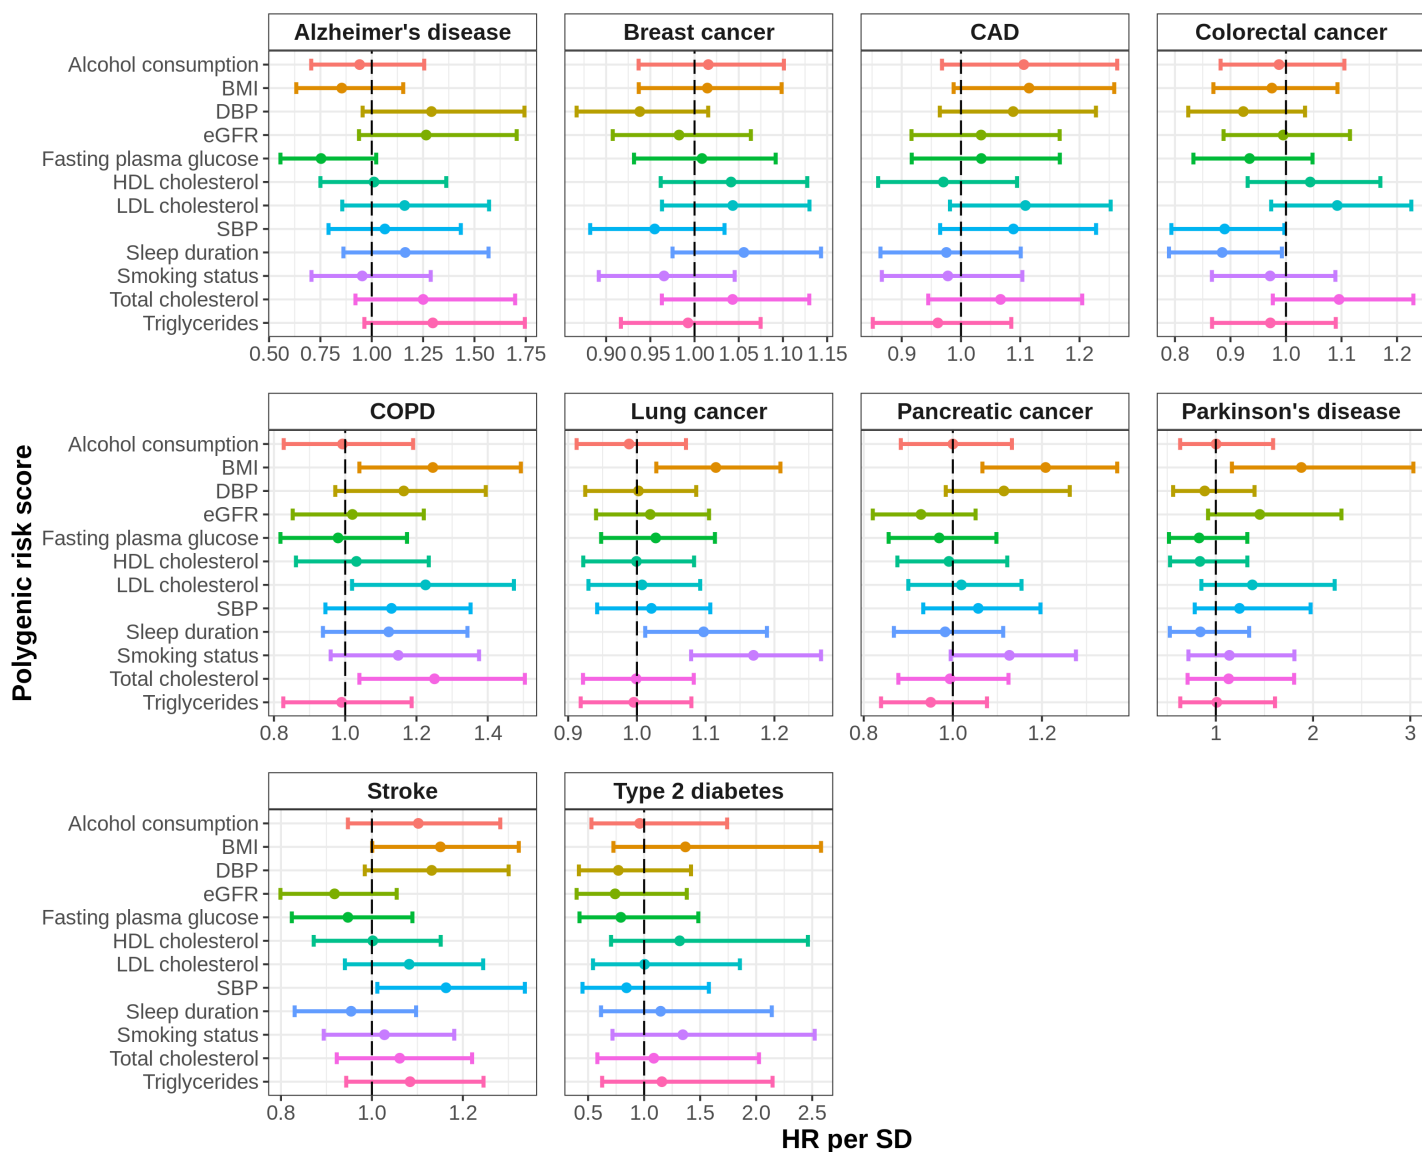 Alzheimer's disease Breast cancer CAD Colorectal cancer
Alcohol consumption
BMI
DBP
eGFR
Fasting plasma glucose
HDL cholesterol
LDL cholesterol
SBP
Sleep duration
Smoking status
Total cholesterol
Triglycerides
0.50 0.75 1.00 1.25 1.50 1.75 0.90 0.95 1.00 1.05 1.10 1.15 0.9 1.0 1.1 1.2 0.8 0.9 1.0 1.1 1.2
COPD Lung cancer Pancreatic cancer Parkinson's disease
Alcohol consumption
BMI
DBP
eGFR
Fasting plasma glucose
HDL cholesterol
LDL cholesterol
SBP
Sleep duration
Smoking status
Total cholesterol
Triglycerides
0.8 1.0 1.2 1.4 0.9 1.0 1.1 1.2 0.8 1.0 1.2 1 2 3
Polygenic risk score
Stroke Type 2 diabetes
Alcohol consumption
BMI
DBP
eGFR
Fasting plasma glucose
HDL cholesterol
LDL cholesterol
SBP
Sleep duration
Smoking status
Total cholesterol
Triglycerides
0.8 1.0 1.2 0.5 1.0 1.5 2.0 2.5
HR per SD